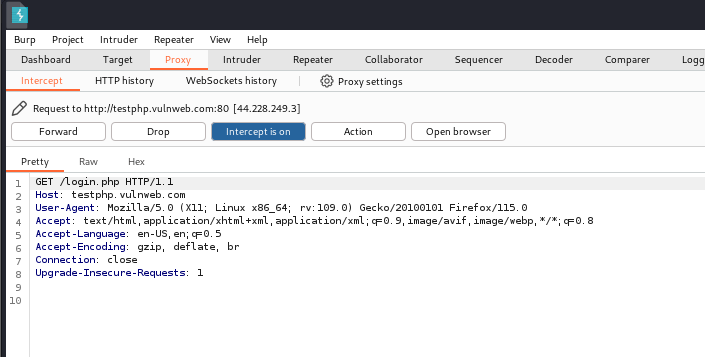 Burp Project Intruder Repeater View Help
Dashboard Target Proxy Intruder Repeater Collaborator Sequencer Decoder Comparer Logg
Intercept HTTP history WebSockets history Proxy settings
Request to http://testphp.vulnweb.com:80 [44.228.249.3]
Forward Drop Intercept is on Action Open browser
Pretty Raw Hex
1 GET /login.php HTTP/1.1
2 Host: testphp.vulnweb.com
3 User-Agent: Mozilla/5.0 (X11; Linux x86_64; rv:109.0) Gecko/20100101 Firefox/115.0
4 Accept: text/html,application/xhtml+xml,application/xml;q=0.9,image/avif,image/webp,*/*;q=0.8
5 Accept-Language: en-US,en;q=0.5
6 Accept-Encoding: gzip, deflate, br
7 Connection: close
8 Upgrade-Insecure-Requests: 1
9
10